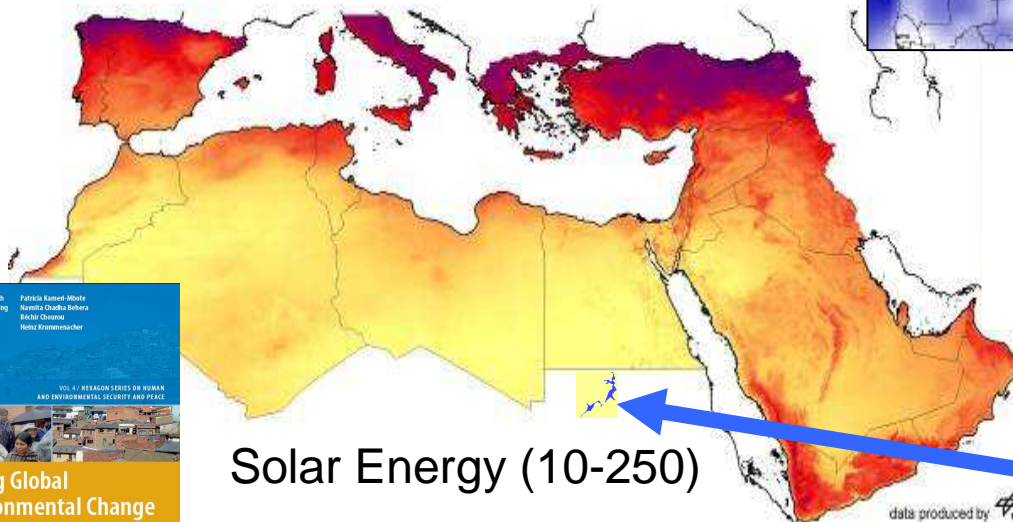 Patricia Kameri-Mbote
Navnita Chadha Behera
Béchir Chourou
Heinz Krummenacher
VOL 4 / HEXAGON SERIES ON HUMAN
AND ENVIRONMENTAL SECURITY AND PEACE
g Global
onmental Change
Solar Energy (10-250)
data produced by